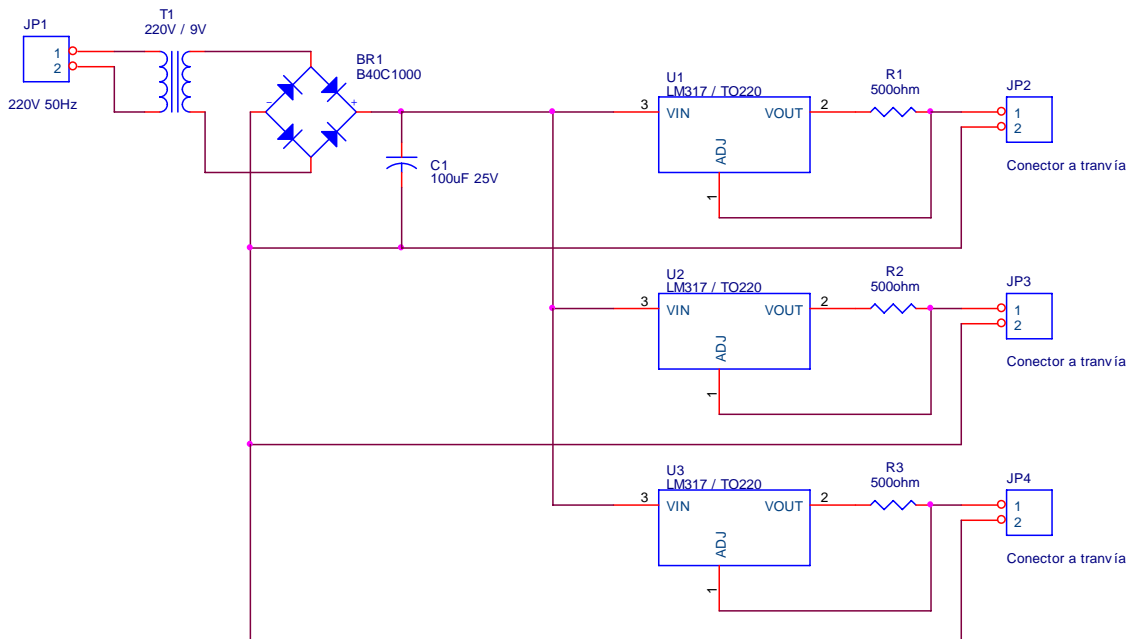 JP1
1
2
220V 50Hz
T1
220V / 9V
BR1
B40C1000
-
+
C1
100uF 25V
U1
LM317 / TO220
3
VIN
VOUT
2
ADJ
1
R1
500ohm
JP2
1
2
Conector a tranvía
U2
LM317 / TO220
3
VIN
VOUT
2
ADJ
1
R2
500ohm
JP3
1
2
Conector a tranvía
U3
LM317 / TO220
3
VIN
VOUT
2
ADJ
1
R3
500ohm
JP4
1
2
Conector a tranvía